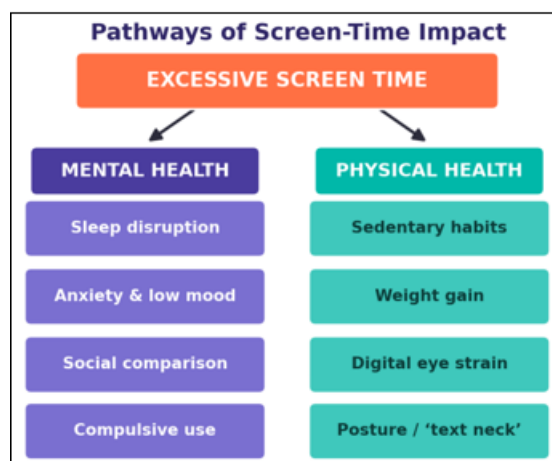 Pathways of Screen-Time Impact
EXCESSIVE SCREEN TIME
MENTAL HEALTH
Sleep disruption
Anxiety & low mood
Social comparison
Compulsive use
PHYSICAL HEALTH
Sedentary habits
Weight gain
Digital eye strain
Posture / ‘text neck’